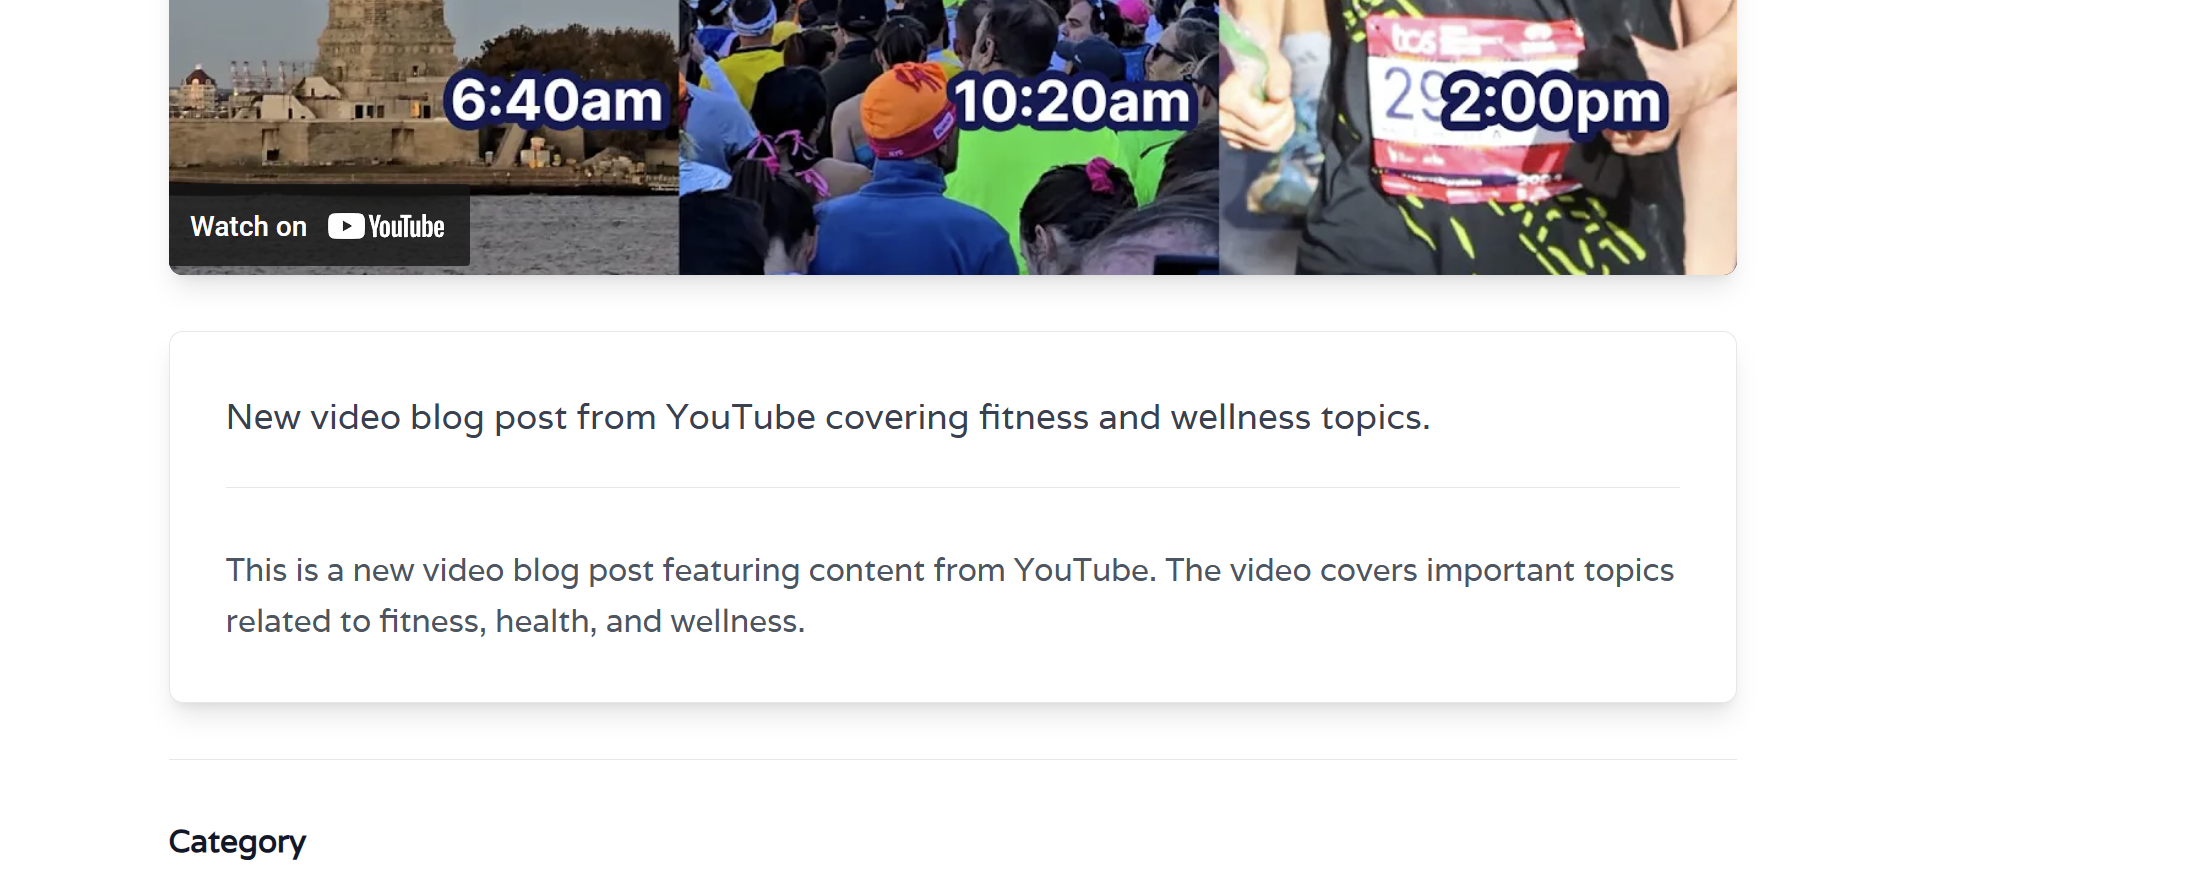 6:40am
10:20am
tcs
29
2:00pm
Watch on YouTube
New video blog post from YouTube covering fitness and wellness topics.
This is a new video blog post featuring content from YouTube. The video covers important topics
related to fitness, health, and wellness.
Category